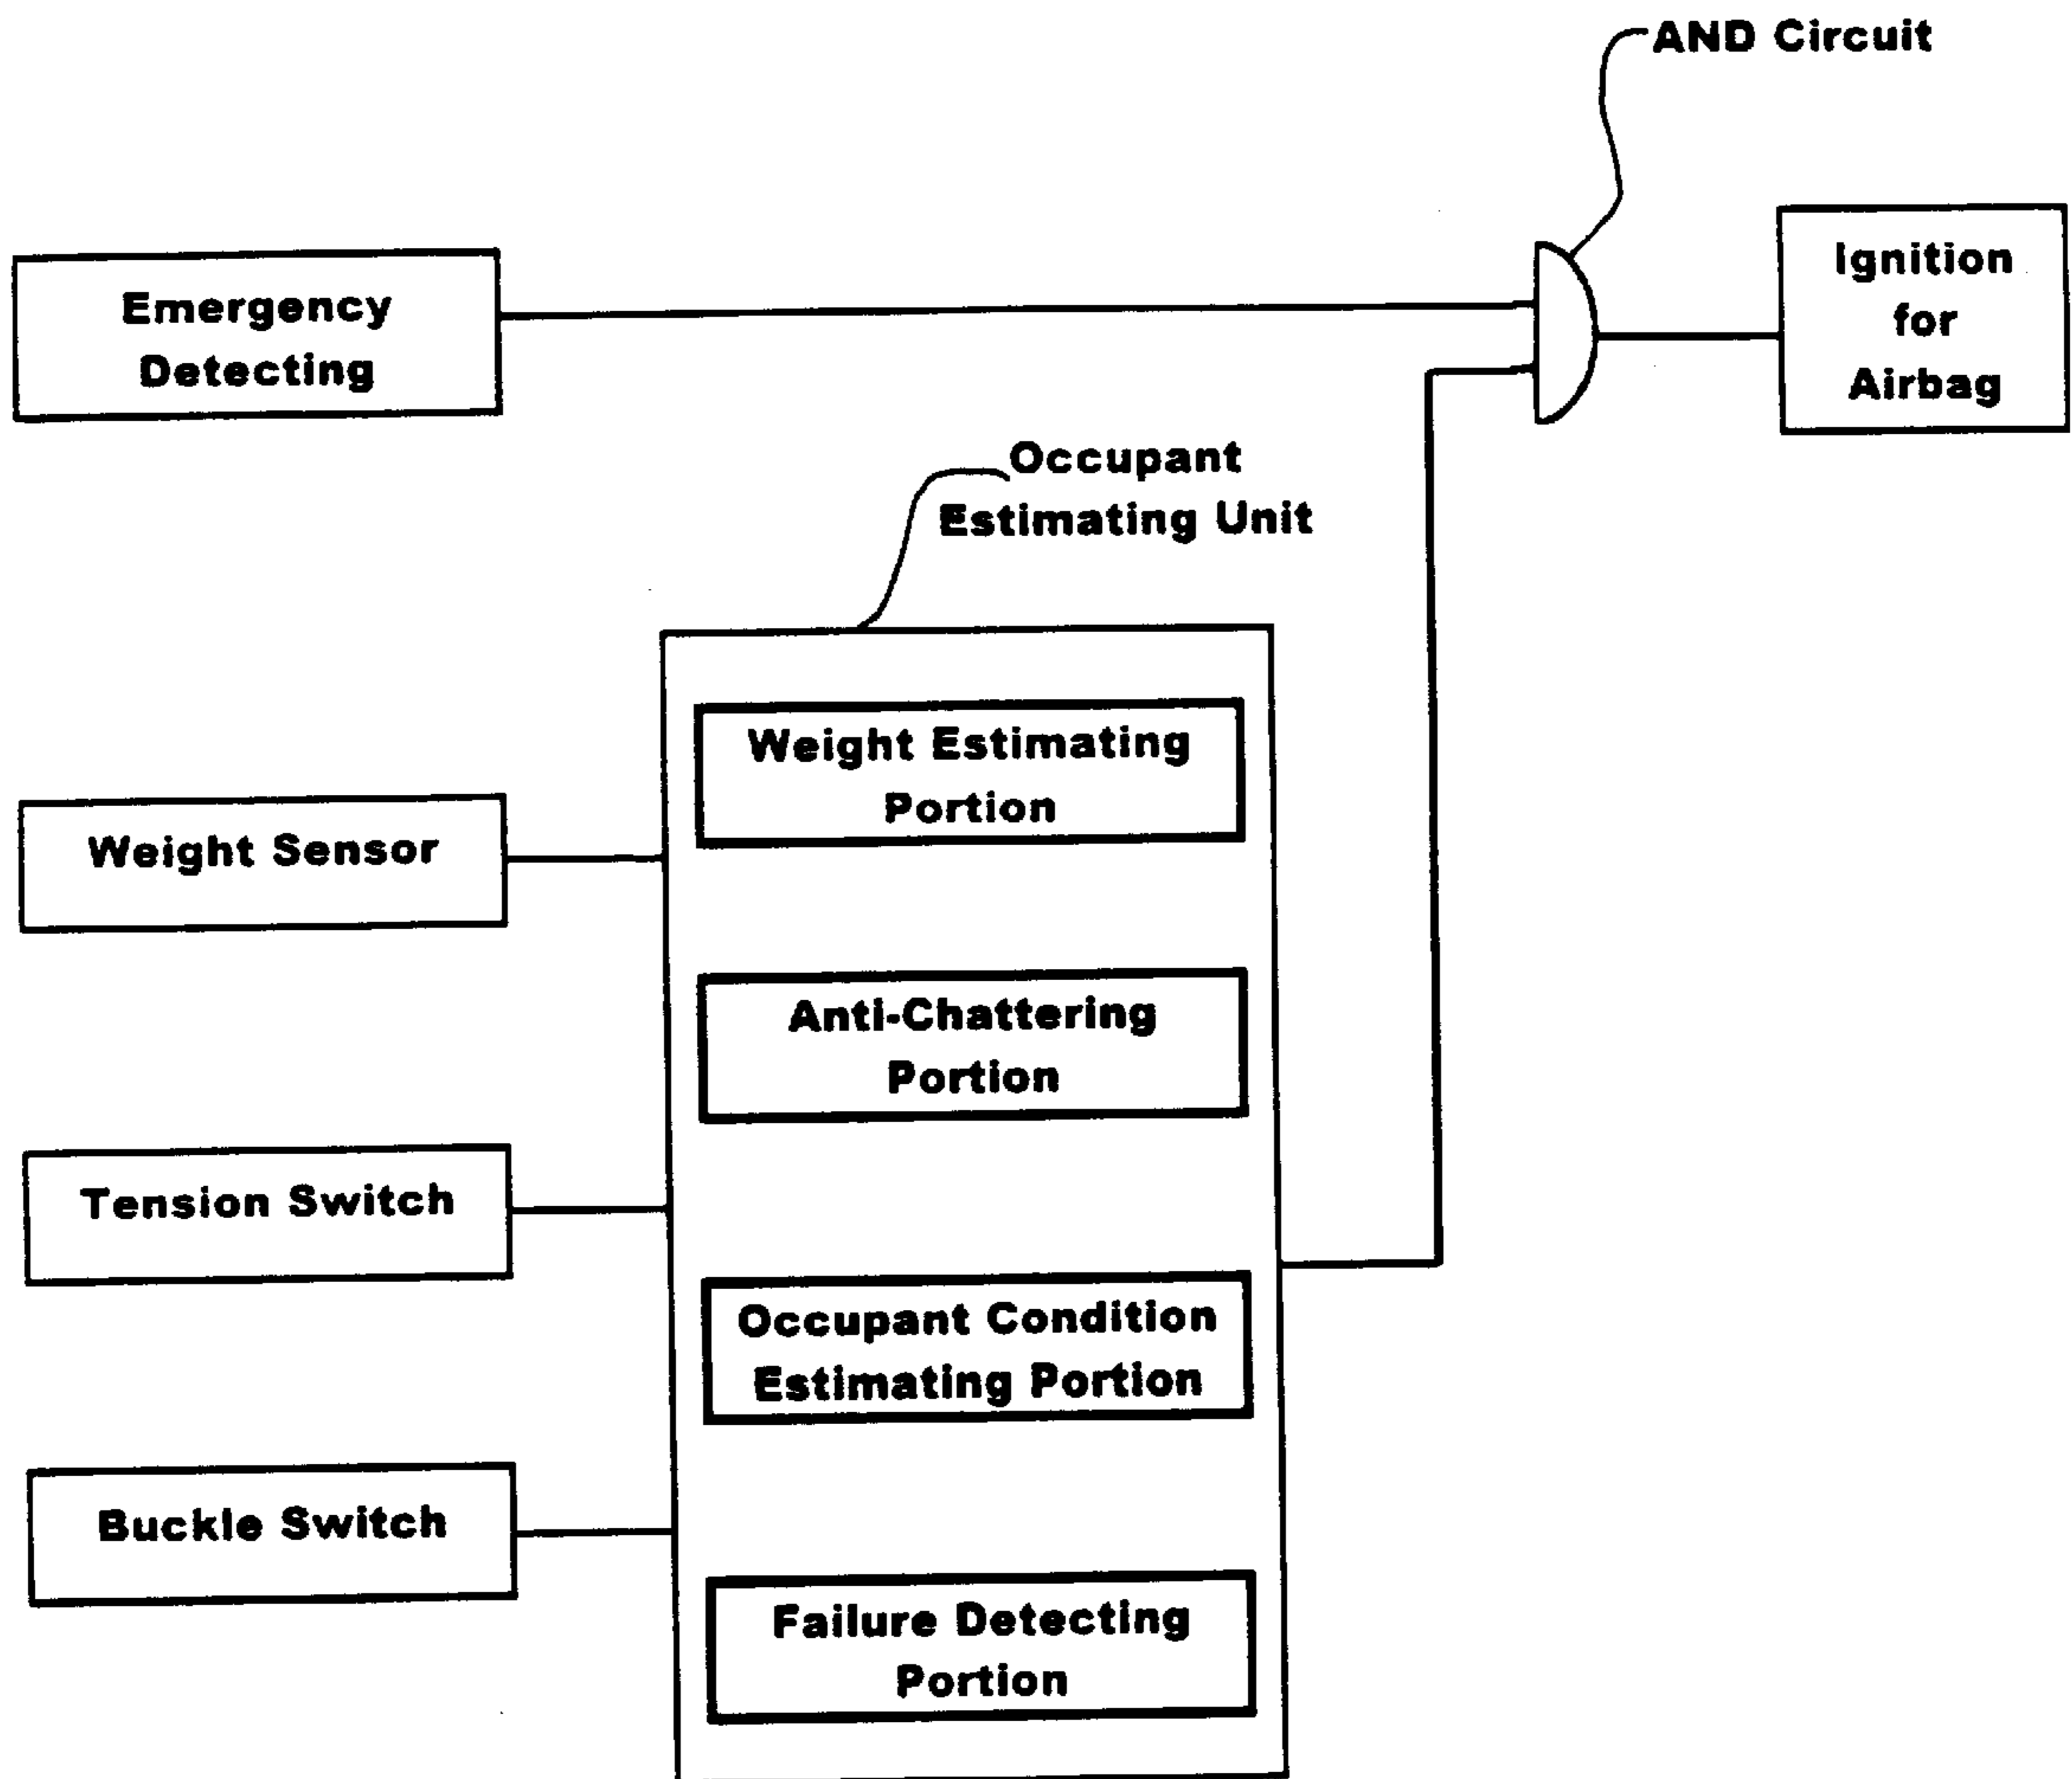 AND Circuit
Ignition
for
Airbag
Emergency
Detecting
Occupant
Estimating Unit
Weight Estimating
Portion
Weight Sensor
Anti-Chattering
Portion
Tension Switch
Occupant Condition
Estimating Portion
Buckle Switch
Failure Detecting
Portion